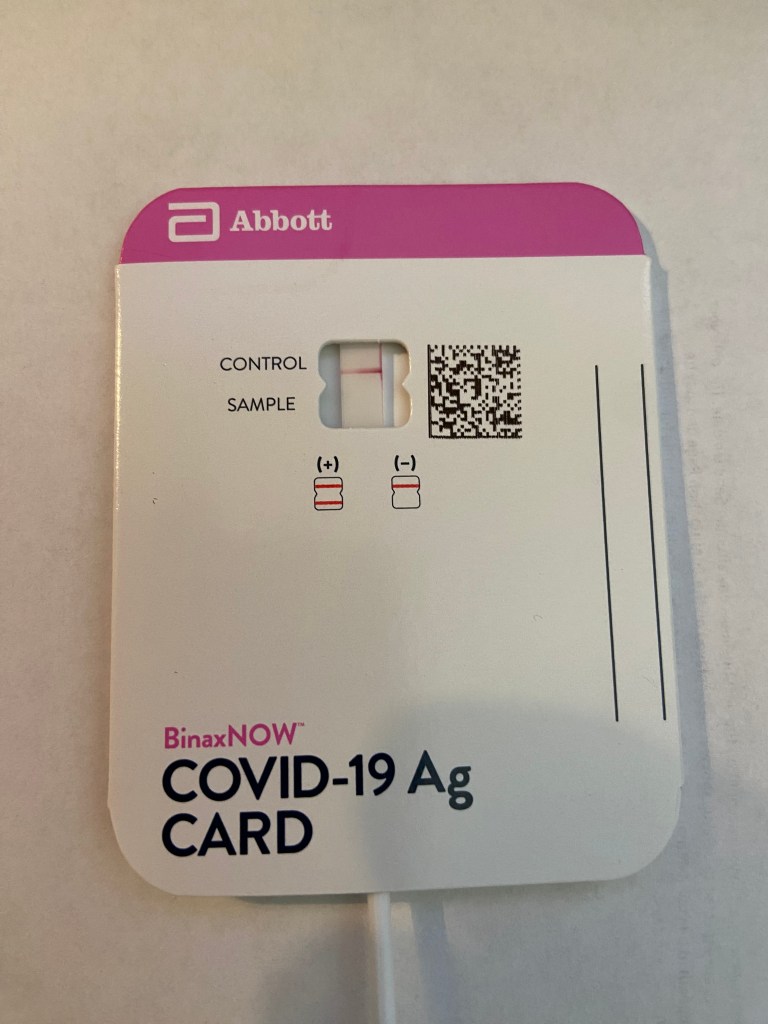 Abbott
CONTROL
SAMPLE
(+) (−)
BinaxNOW™
COVID-19 Ag
CARD